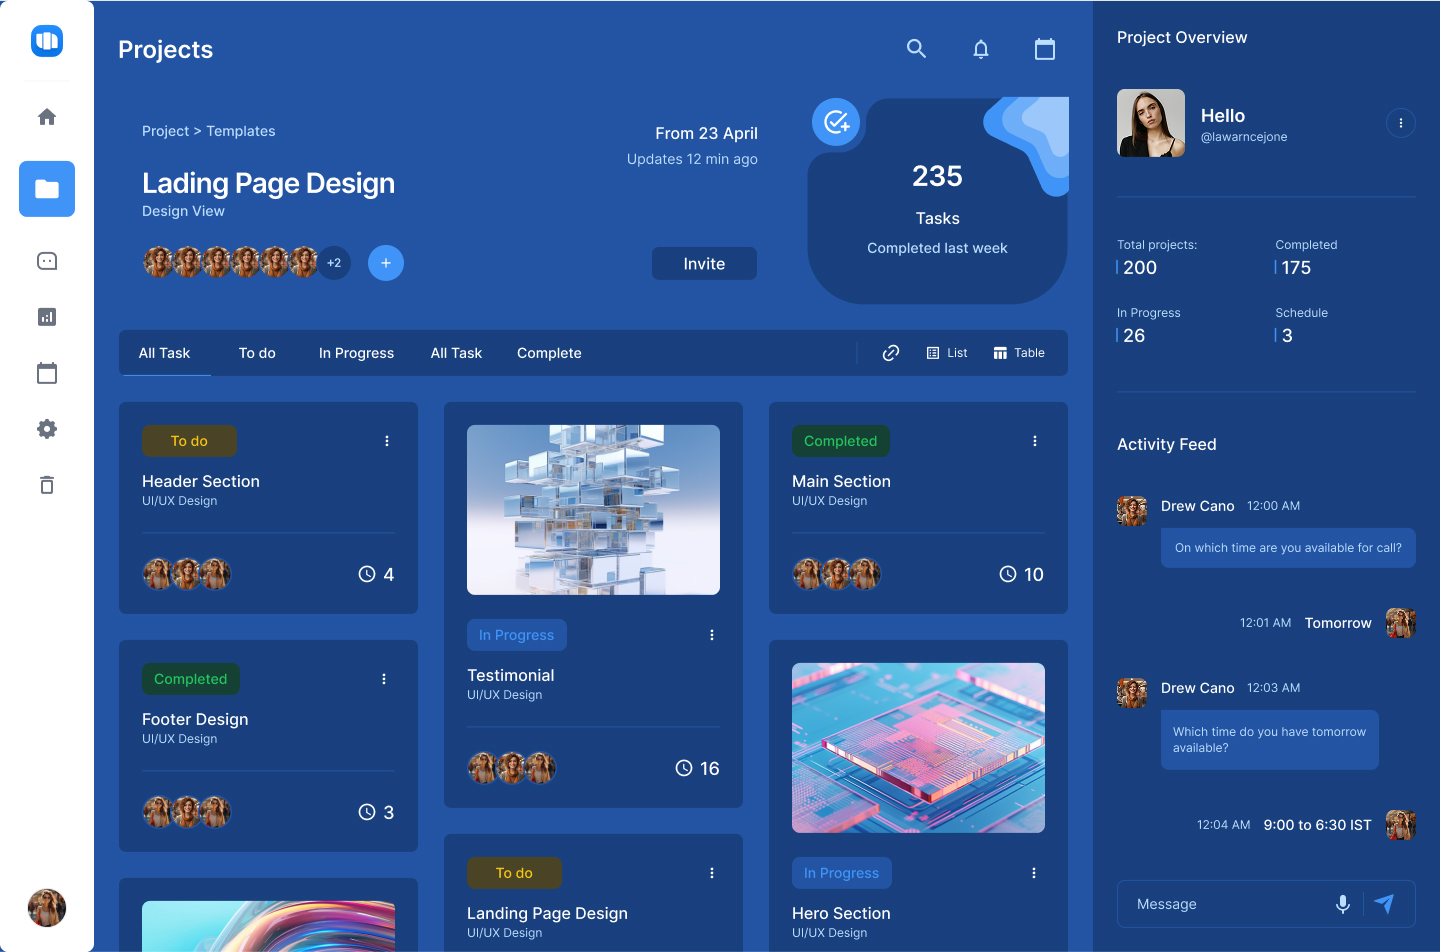 Projects
Project > Templates
Lading Page Design
Design View
+2
+
From 23 April
Updates 12 min ago
Invite
235
Tasks
Completed last week
All Task
To do
In Progress
All Task
Complete
List
Table
To do
Header Section
UI/UX Design
4
Completed
Footer Design
UI/UX Design
3
In Progress
Testimonial
UI/UX Design
16
To do
Landing Page Design
UI/UX Design
Completed
Main Section
UI/UX Design
10
In Progress
Hero Section
UI/UX Design
Project Overview
Hello
@lawarncejone
Total projects:
200
Completed
175
In Progress
26
Schedule
3
Activity Feed
Drew Cano 12:00 AM
On which time are you available for call?
12:01 AM Tomorrow
Drew Cano 12:03 AM
Which time do you have tomorrow
available?
12:04 AM 9:00 to 6:30 IST
Message